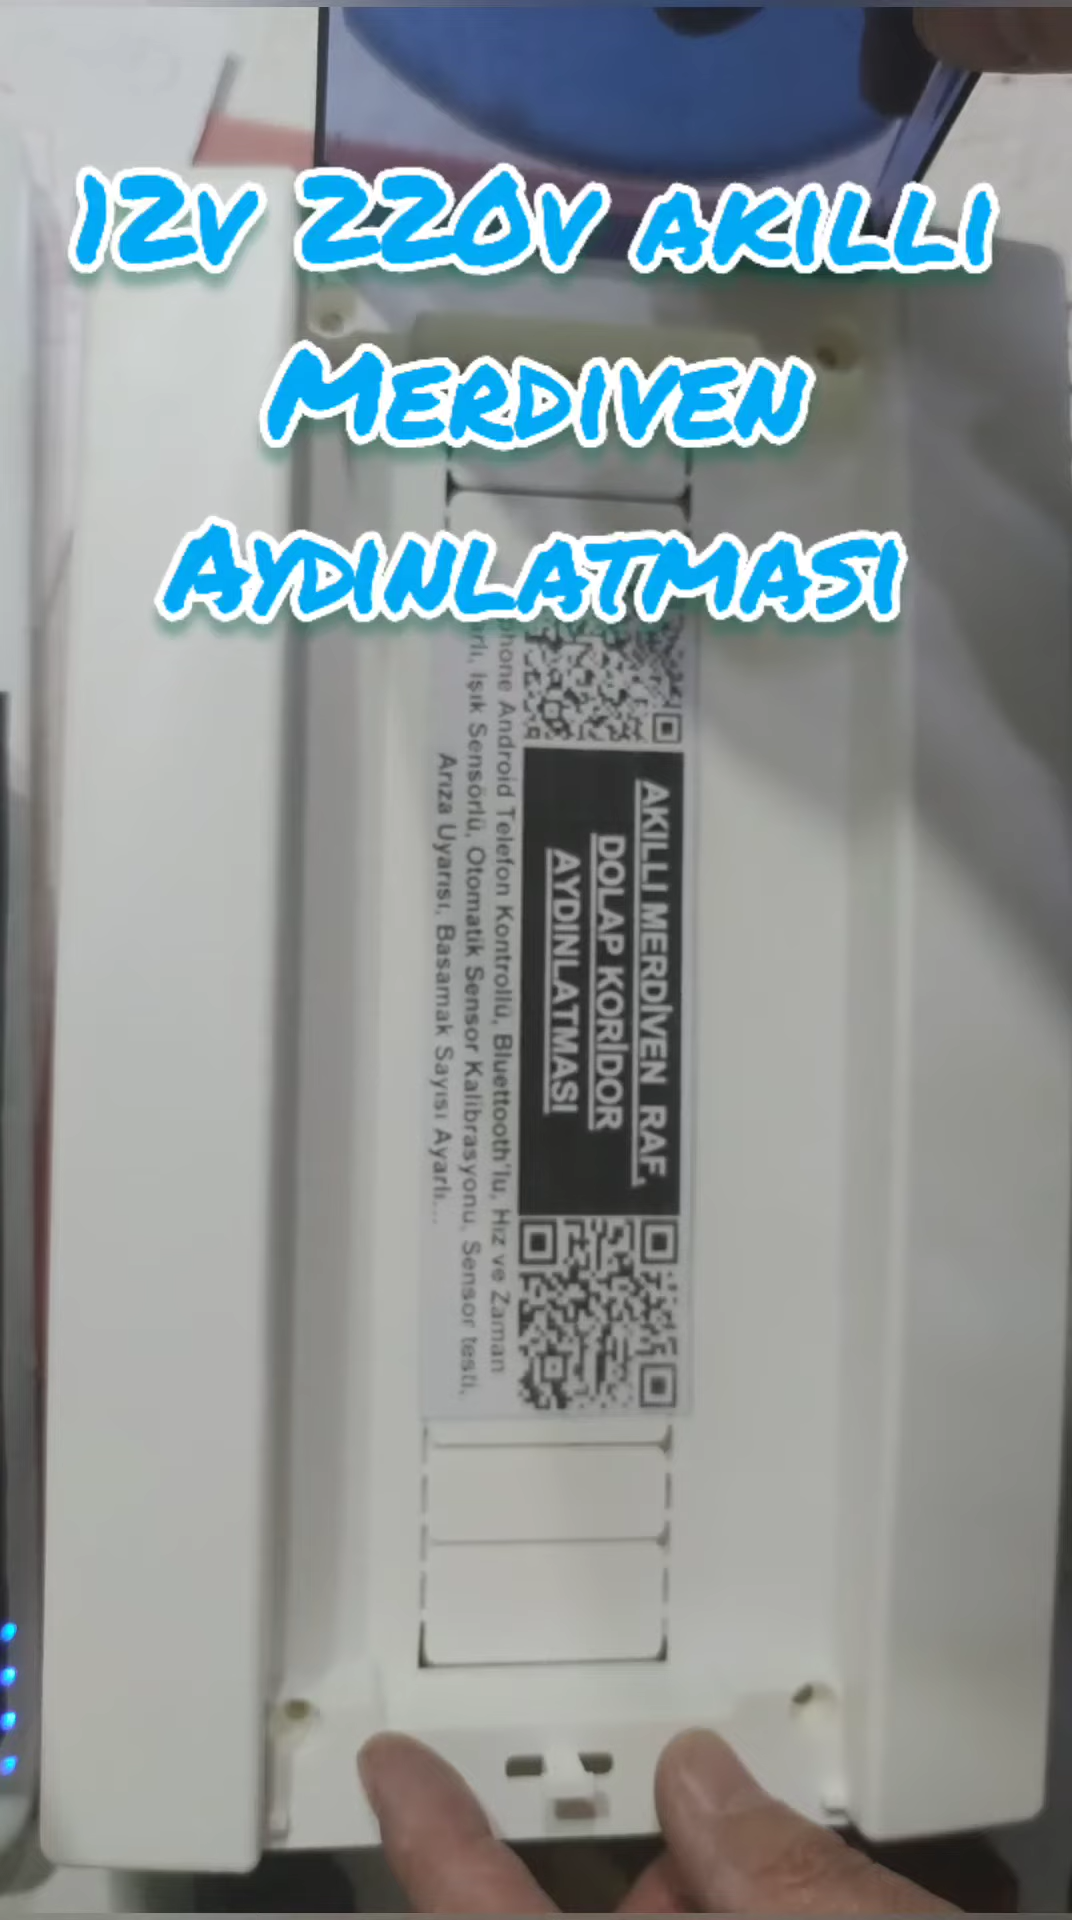 12v 220v akıllı
Merdiven
Aydınlatması
AKILLI MERDİVEN RAF,
DOLAP KORİDOR
AYDINLATMASI
Android Telefon Kontrollü, Bluettooth'lu, Hız ve Zaman
Işık Sensörlü, Otomatik Sensor Kalibrasyonu, Sensor testi,
Arıza Uyarısı, Basamak Sayısı Ayarlı...